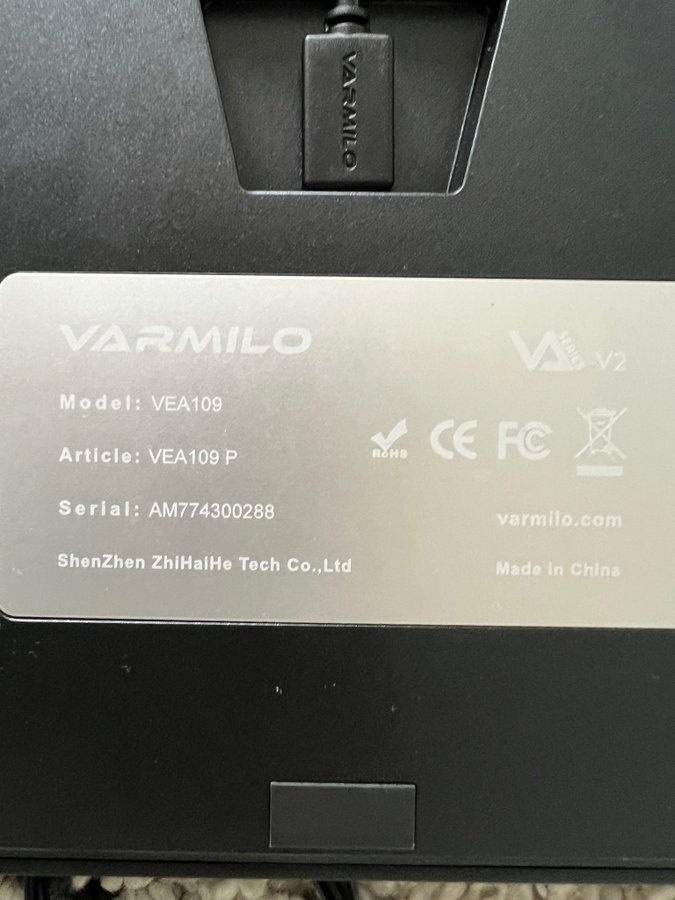 VARMILO
VARMILO
VA SERIES -V2
Model: VEA109
Article: VEA109 P
RoHS CE FC
Serial: AM774300288
varmilo.com
ShenZhen ZhiHaiHe Tech Co.,Ltd
Made in China